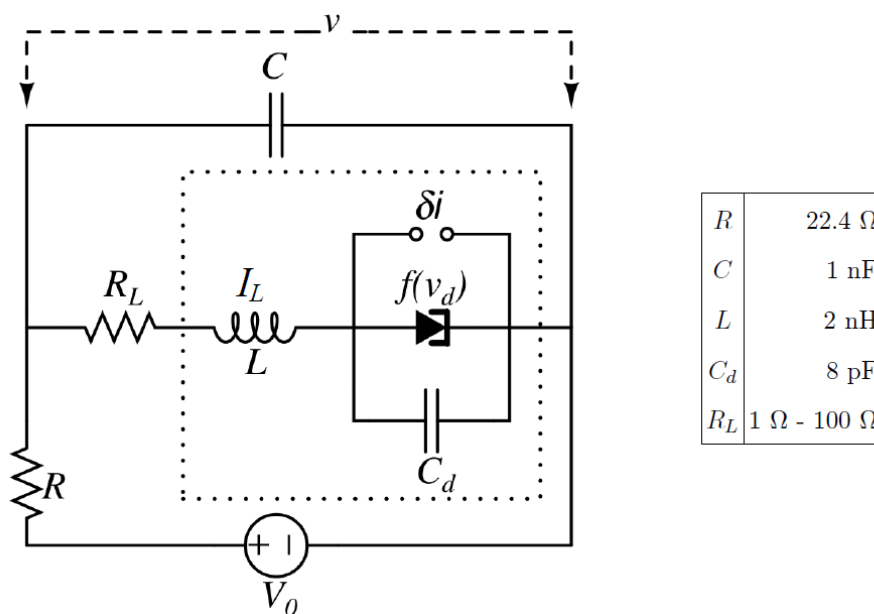 v
C
δi
R_L I_L f(v_d)
L
C_d
R
+ −
V_0
R 22.4 Ω
C 1 nF
L 2 nH
C_d 8 pF
R_L 1 Ω - 100 Ω